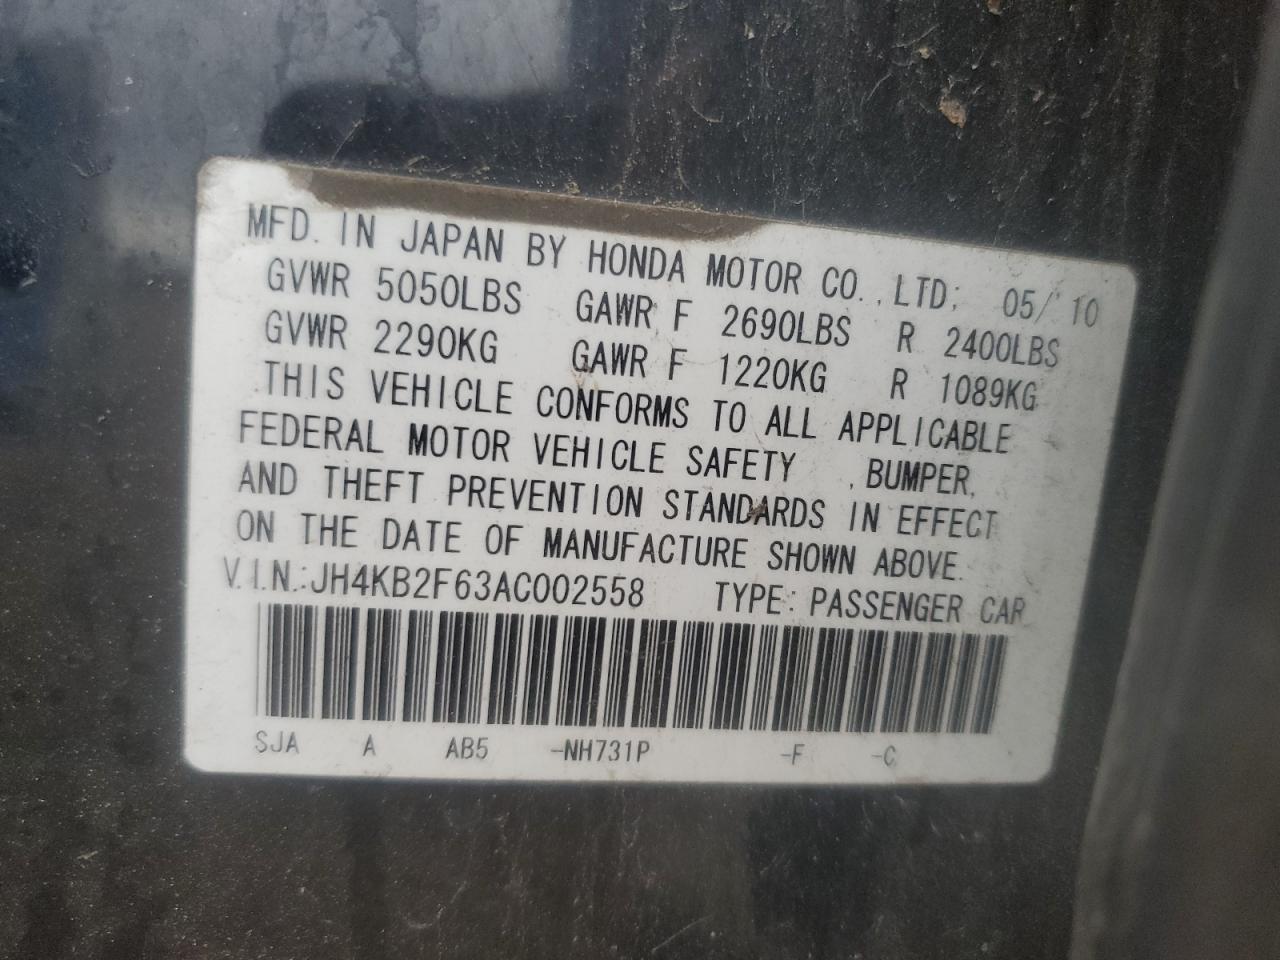 MFD. IN JAPAN BY HONDA MOTOR CO., LTD; 05/10
GVWR 5050LBS GAWR F 2690LBS R 2400LBS
GVWR 2290KG GAWR F 1220KG R 1089KG
THIS VEHICLE CONFORMS TO ALL APPLICABLE
FEDERAL MOTOR VEHICLE SAFETY , BUMPER,
AND THEFT PREVENTION STANDARDS IN EFFECT
ON THE DATE OF MANUFACTURE SHOWN ABOVE.
V.I.N.:JH4KB2F63AC002558 TYPE: PASSENGER CAR
SJA A AB5 -NH731P -F -C